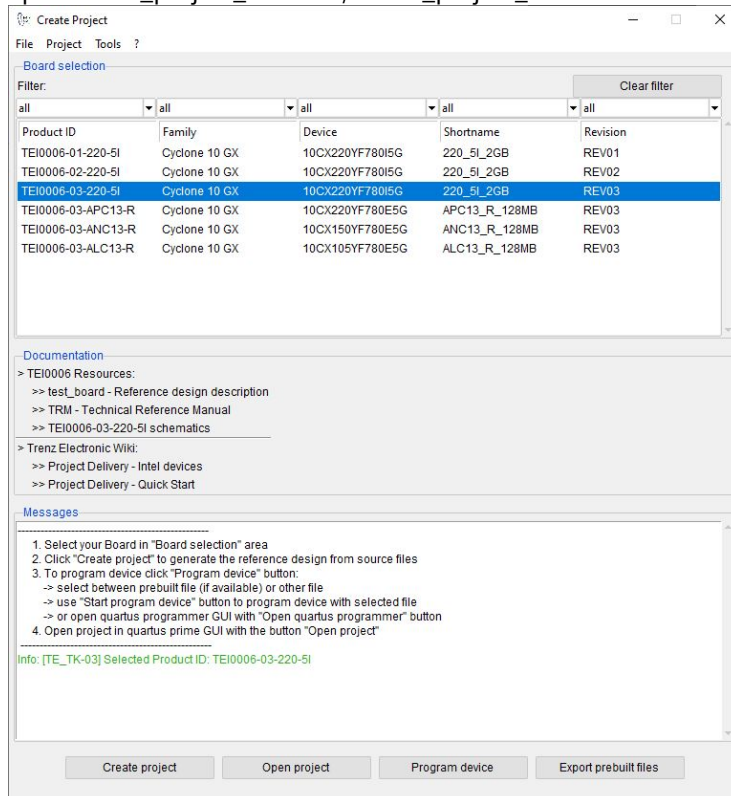 Create Project
File Project Tools ?
Board selection
Filter:
Clear filter
all all all all all
Product ID Family Device Shortname Revision
TEI0006-01-220-5I Cyclone 10 GX 10CX220YF780I5G 220_5I_2GB REV01
TEI0006-02-220-5I Cyclone 10 GX 10CX220YF780I5G 220_5I_2GB REV02
TEI0006-03-220-5I Cyclone 10 GX 10CX220YF780I5G 220_5I_2GB REV03
TEI0006-03-APC13-R Cyclone 10 GX 10CX220YF780E5G APC13_R_128MB REV03
TEI0006-03-ANC13-R Cyclone 10 GX 10CX150YF780E5G ANC13_R_128MB REV03
TEI0006-03-ALC13-R Cyclone 10 GX 10CX105YF780E5G ALC13_R_128MB REV03
Documentation
> TEI0006 Resources:
>> test_board - Reference design description
>> TRM - Technical Reference Manual
>> TEI0006-03-220-5I schematics
> Trenz Electronic Wiki:
>> Project Delivery - Intel devices
>> Project Delivery - Quick Start
Messages
--------------------------------------------------
1. Select your Board in "Board selection" area
2. Click "Create project" to generate the reference design from source files
3. To program device click "Program device" button:
-> select between prebuilt file (if available) or other file
-> use "Start program device" button to program device with selected file
-> or open quartus programmer GUI with "Open quartus programmer" button
4. Open project in quartus prime GUI with the button "Open project"
--------------------------------------------------
Info: [TE_TK-03] Selected Product ID: TEI0006-03-220-5I
Create project Open project Program device Export prebuilt files